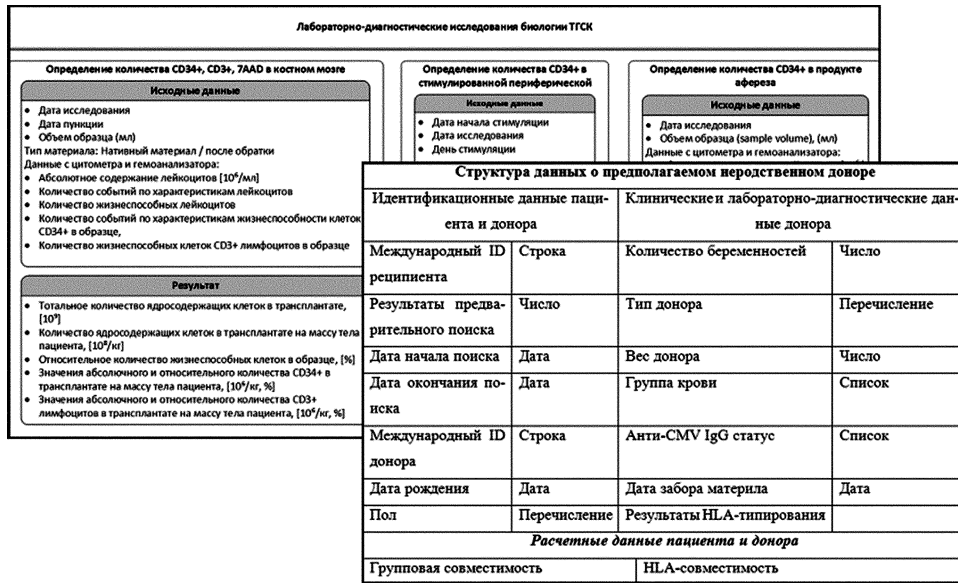 Лабораторно-диагностические исследования биологии ТГСК
Определение количества CD34+, CD3+, 7AAD в костном мозге
Исходные данные
● Дата исследования
● Дата пункции
● Объем образца (мл)
Тип материала: Нативный материал / после обратки
Данные с цитометра и гемоанализатора:
● Абсолютное содержание лейкоцитов [10⁶/мл]
● Количество событий по характеристикам лейкоцитов
● Количество жизнеспособных лейкоцитов
● Количество событий по характеристикам жизнеспособности клеток
CD34+ в образце,
● Количество жизнеспособных клеток CD3+ лимфоцитов в образце
Результат
● Тотальное количество ядросодержащих клеток в трансплантате,
[10⁹]
● Количество ядросодержащих клеток в трансплантате на массу тела
пациента, [10⁸/кг]
● Относительное количество жизнеспособных клеток в образце, [%]
● Значения абсолютного и относительного количества CD34+ в
трансплантате на массу тела пациента, [10⁶/кг, %]
● Значения абсолютного и относительного количества CD3+
лимфоцитов в трансплантате на массу тела пациента, [10⁶/кг, %]
Определение количества CD34+ в
стимулированной периферической
Исходные данные
● Дата начала стимуляции
● Дата исследования
● День стимуляции
Определение количества CD34+ в продукте
афереза
Исходные данные
● Дата исследования
● Объем образца (sample volume), (мл)
Данные с цитометра и гемоанализатора:
Структура данных о предполагаемом неродственном доноре
Идентификационные данные паци-
ента и донора
Клинические и лабораторно-диагностические дан-
ные донора
Международный ID
реципиента
Строка
Количество беременностей
Число
Результаты предва-
рительного поиска
Число
Тип донора
Перечисление
Дата начала поиска
Дата
Вес донора
Число
Дата окончания по-
иска
Дата
Группа крови
Список
Международный ID
донора
Строка
Анти-CMV IgG статус
Список
Дата рождения
Дата
Дата забора материла
Дата
Пол
Перечисление
Результаты HLA-типирования
Расчетные данные пациента и донора
Групповая совместимость
HLA-совместимость